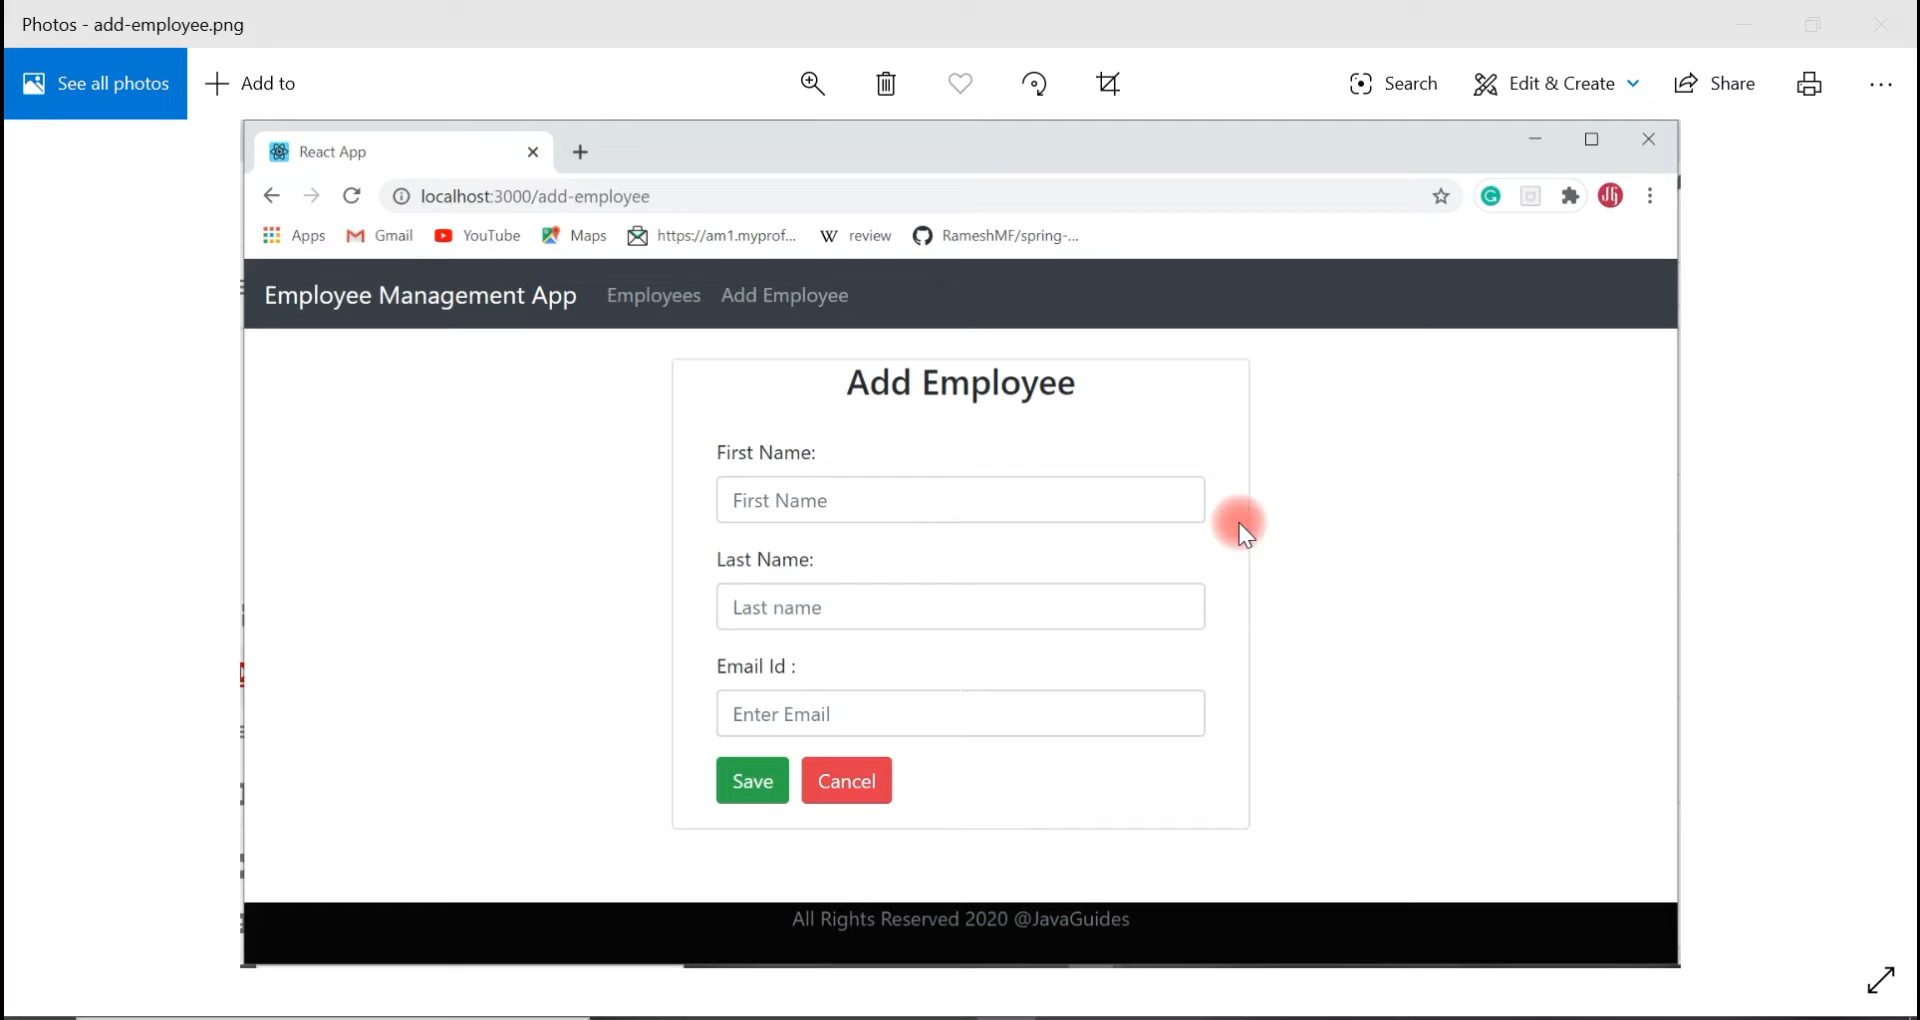 Photos - add-employee.png
See all photos
Add to
Search
Edit & Create
Share
React App
localhost:3000/add-employee
Apps
Gmail
YouTube
Maps
https://am1.myprof...
W review
RameshMF/spring-...
Employee Management App
Employees
Add Employee
Add Employee
First Name:
First Name
Last Name:
Last name
Email Id :
Enter Email
Save
Cancel
All Rights Reserved 2020 @JavaGuides